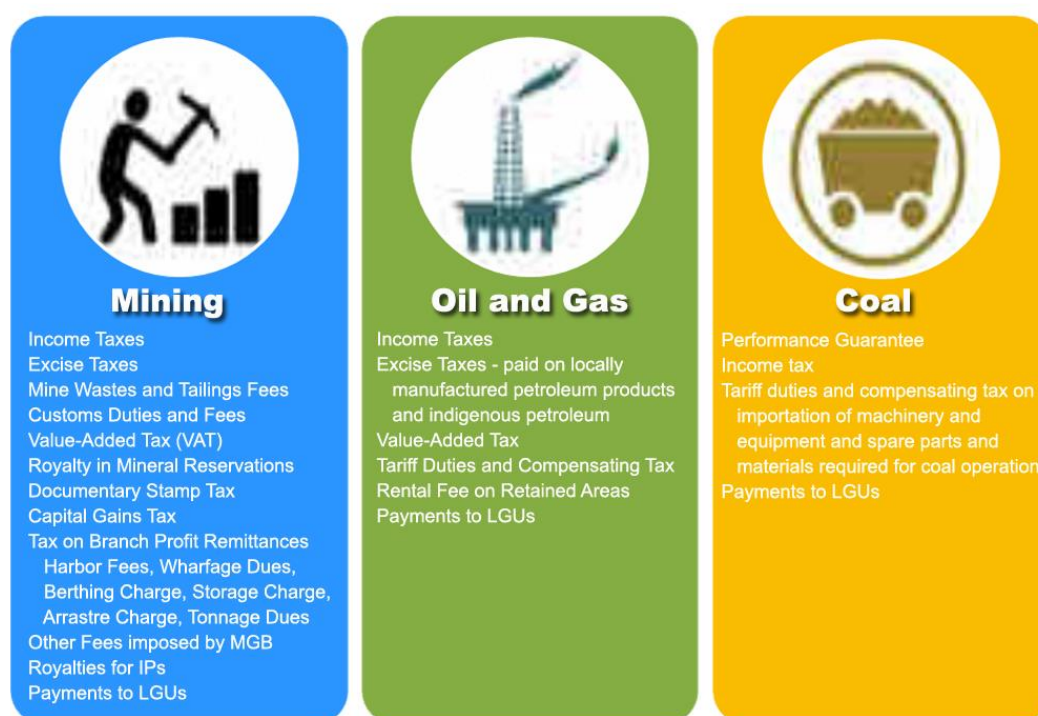 Mining
Income Taxes
Excise Taxes
Mine Wastes and Tailings Fees
Customs Duties and Fees
Value-Added Tax (VAT)
Royalty in Mineral Reservations
Documentary Stamp Tax
Capital Gains Tax
Tax on Branch Profit Remittances
Harbor Fees, Wharfage Dues,
Berthing Charge, Storage Charge,
Arrastre Charge, Tonnage Dues
Other Fees imposed by MGB
Royalties for IPs
Payments to LGUs
Oil and Gas
Income Taxes
Excise Taxes - paid on locally
manufactured petroleum products
and indigenous petroleum
Value-Added Tax
Tariff Duties and Compensating Tax
Rental Fee on Retained Areas
Payments to LGUs
Coal
Performance Guarantee
Income tax
Tariff duties and compensating tax on
importation of machinery and
equipment and spare parts and
materials required for coal operation
Payments to LGUs